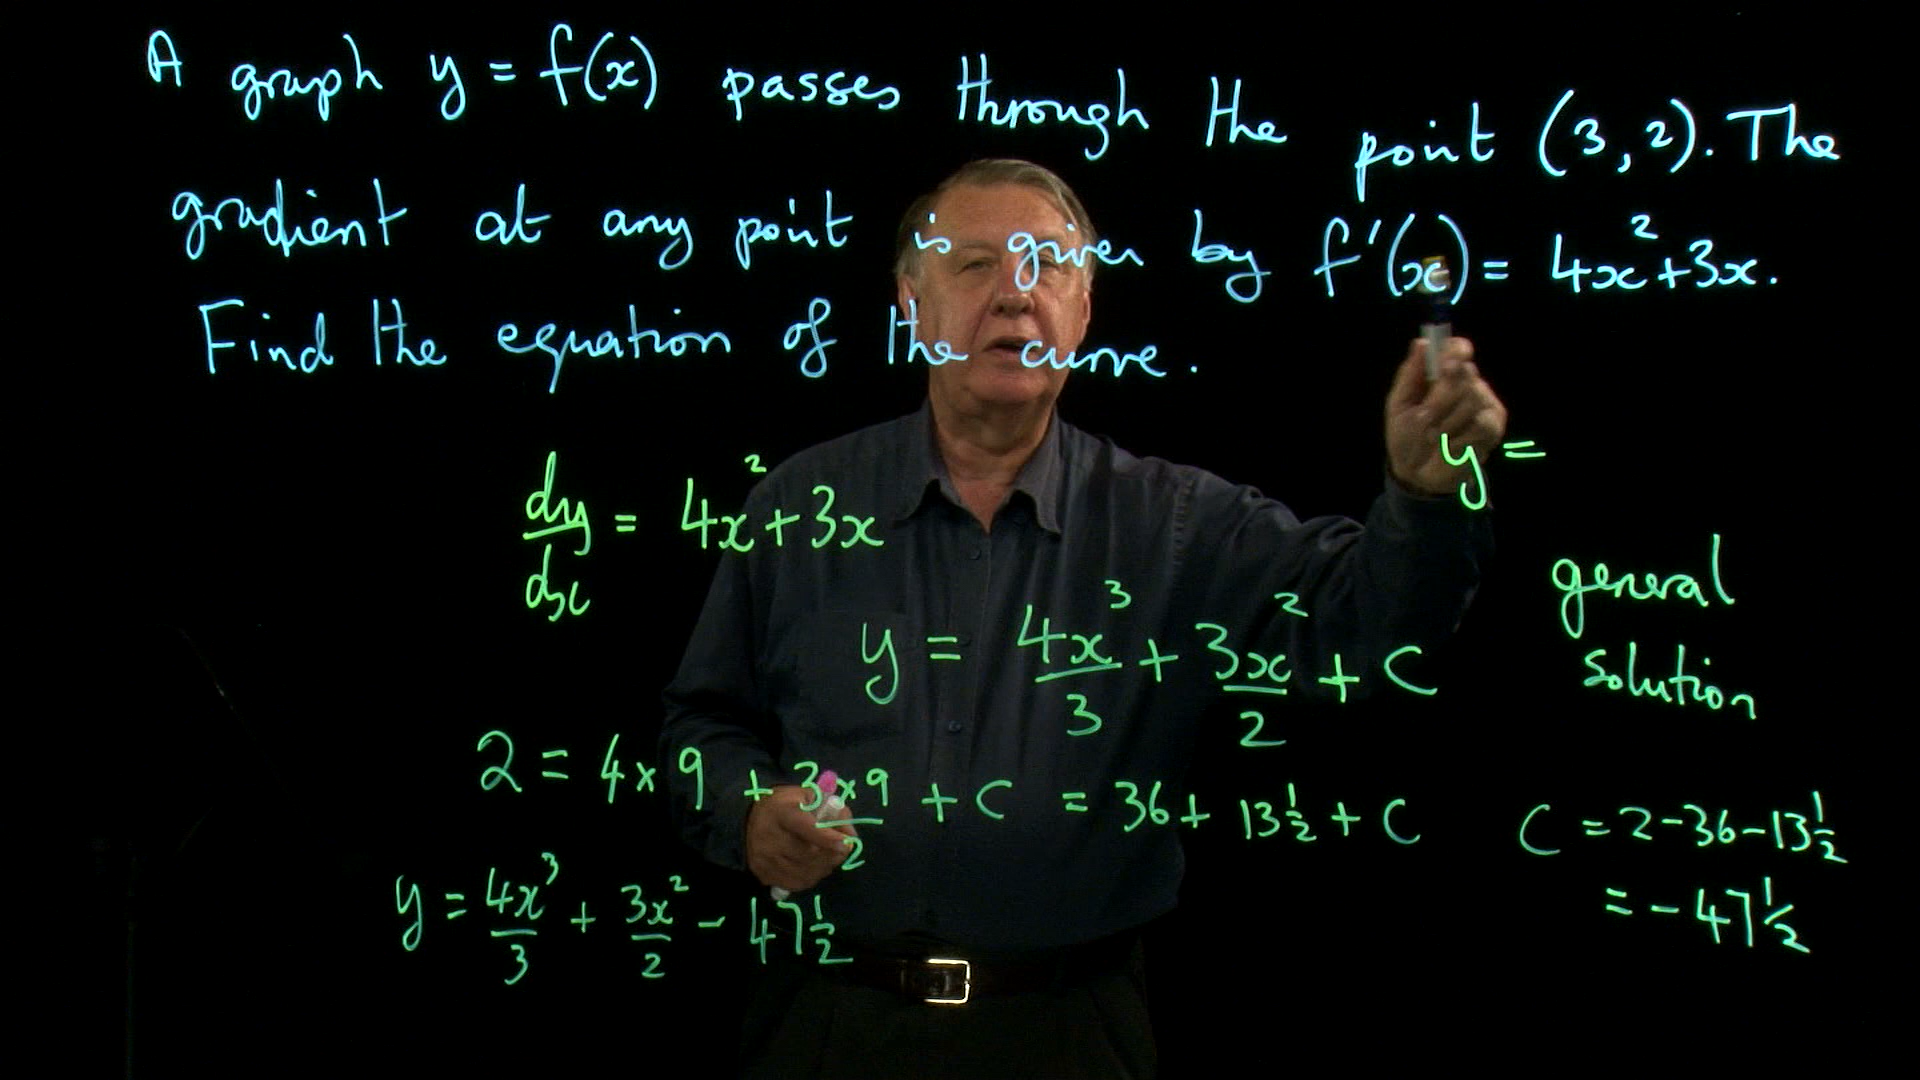 A graph y = f(x) passes through the point (3, 2). The
gradient at any point is given by f'(x) = 4x²+3x.
Find the equation of the curve.
y =
dy/dx = 4x²+3x
general
solution
y = 4x³/3 + 3x²/2 + C
2 = 4 × 9 + 3×9/2 + C = 36 + 13½ + C
C = 2-36-13½
= -47½
y = 4x³/3 + 3x²/2 - 47½